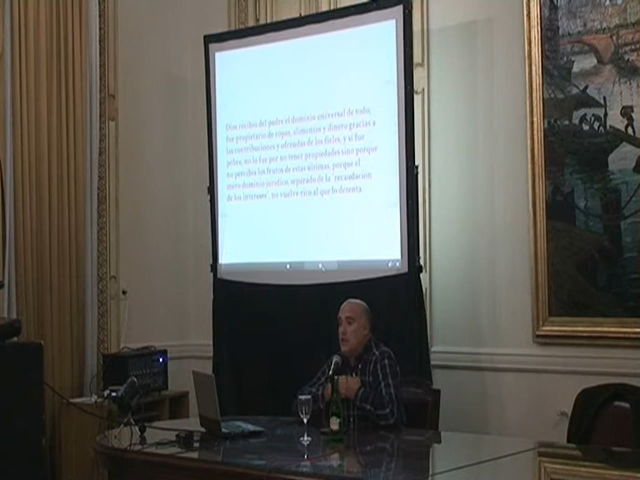 Dios recibió del padre el dominio universal de todo;
fue propietario de ropas, alimentos y dinero gracias a
las contribuciones y ofrendas de los fieles, y si fue
pobre, no lo fue por no tener propiedades sino porque
no percibía los frutos de estas últimas, porque el
mero dominio jurídico, separado de la "recaudación
de los intereses", no vuelve rico al que lo detenta.